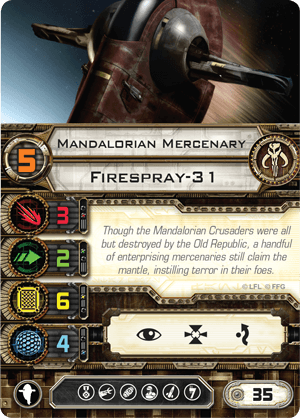 MANDALORIAN MERCENARY
5
FIRESPRAY-31
3
2
6
4
Though the Mandalorian Crusaders were all
but destroyed by the Old Republic, a handful
of enterprising mercenaries still claim the
mantle, instilling terror in their foes.
© LFL © FFG
35